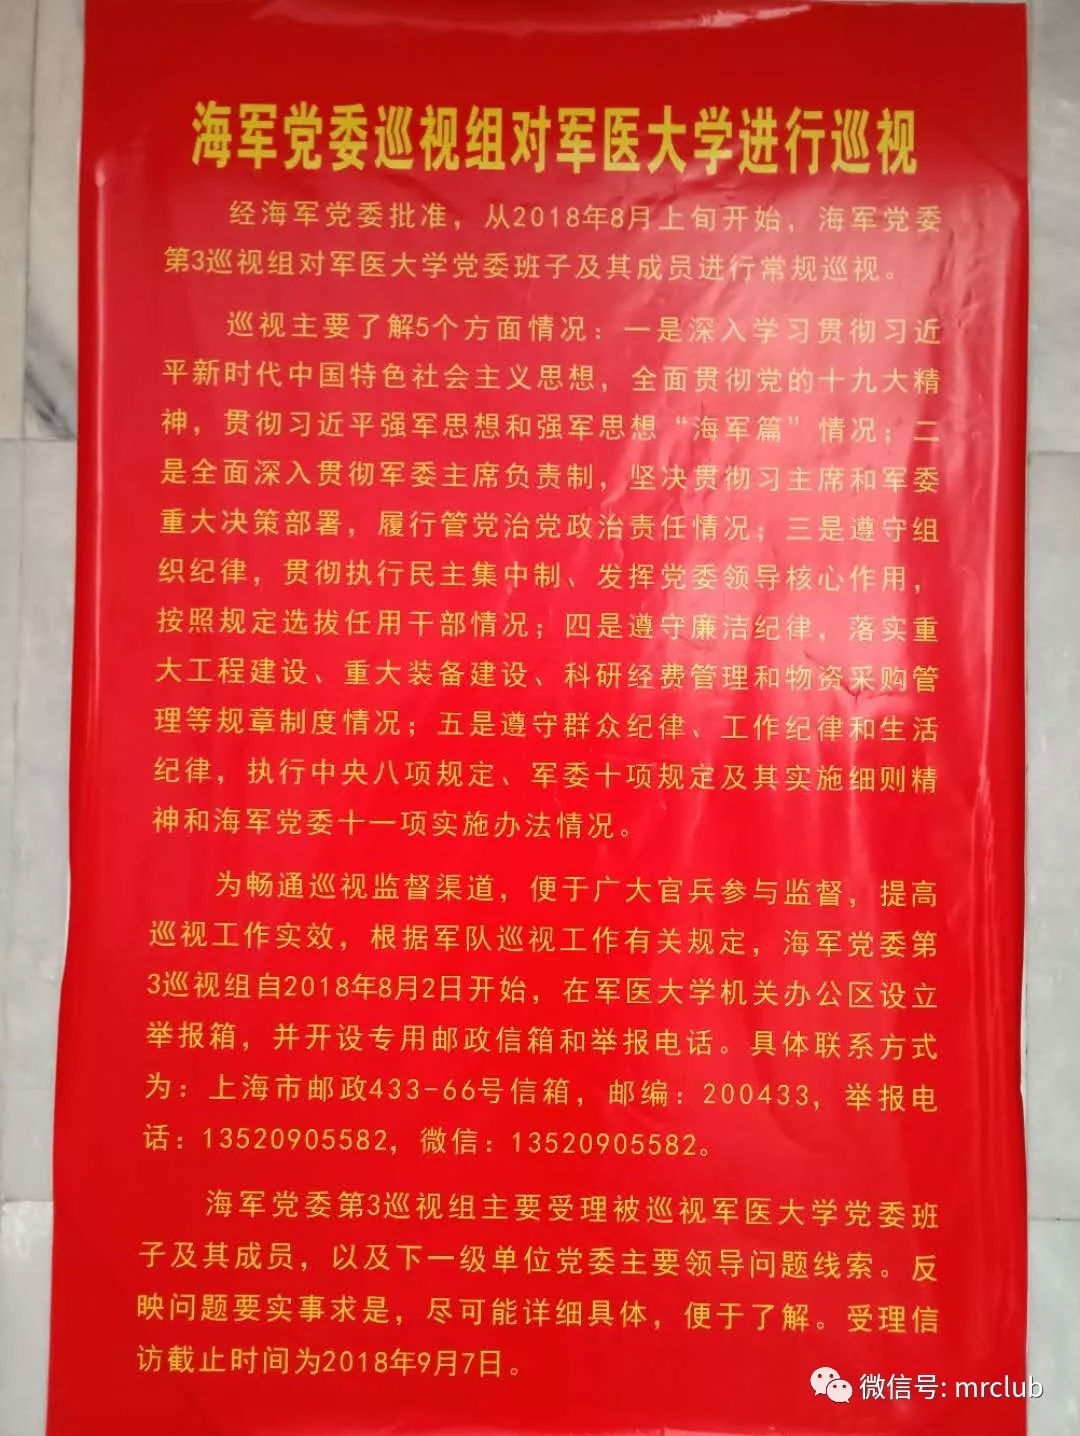 海军党委巡视组对军医大学进行巡视
经海军党委批准，从2018年8月上旬开始，海军党委
第3巡视组对军医大学党委班子及其成员进行常规巡视。
巡视主要了解5个方面情况：一是深入学习贯彻习近
平新时代中国特色社会主义思想，全面贯彻党的十九大精
神，贯彻习近平强军思想和强军思想“海军篇”情况；二
是全面深入贯彻军委主席负责制，坚决贯彻习主席和军委
重大决策部署，履行管党治党政治责任情况；三是遵守组
织纪律，贯彻执行民主集中制、发挥党委领导核心作用，
按照规定选拔任用干部情况；四是遵守廉洁纪律，落实重
大工程建设、重大装备建设、科研经费管理和物资采购管
理等规章制度情况；五是遵守群众纪律、工作纪律和生活
纪律，执行中央八项规定、军委十项规定及其实施细则精
神和海军党委十一项实施办法情况。
为畅通巡视监督渠道，便于广大官兵参与监督，提高
巡视工作实效，根据军队巡视工作有关规定，海军党委第
3巡视组自2018年8月2日开始，在军医大学机关办公区设立
举报箱，并开设专用邮政信箱和举报电话。具体联系方式
为：上海市邮政433-66号信箱，邮编：200433，举报电
话：13520905582，微信：13520905582。
海军党委第3巡视组主要受理被巡视军医大学党委班
子及其成员，以及下一级单位党委主要领导问题线索。反
映问题要实事求是，尽可能详细具体，便于了解。受理信
访截止时间为2018年9月7日。
微信号: mrclub